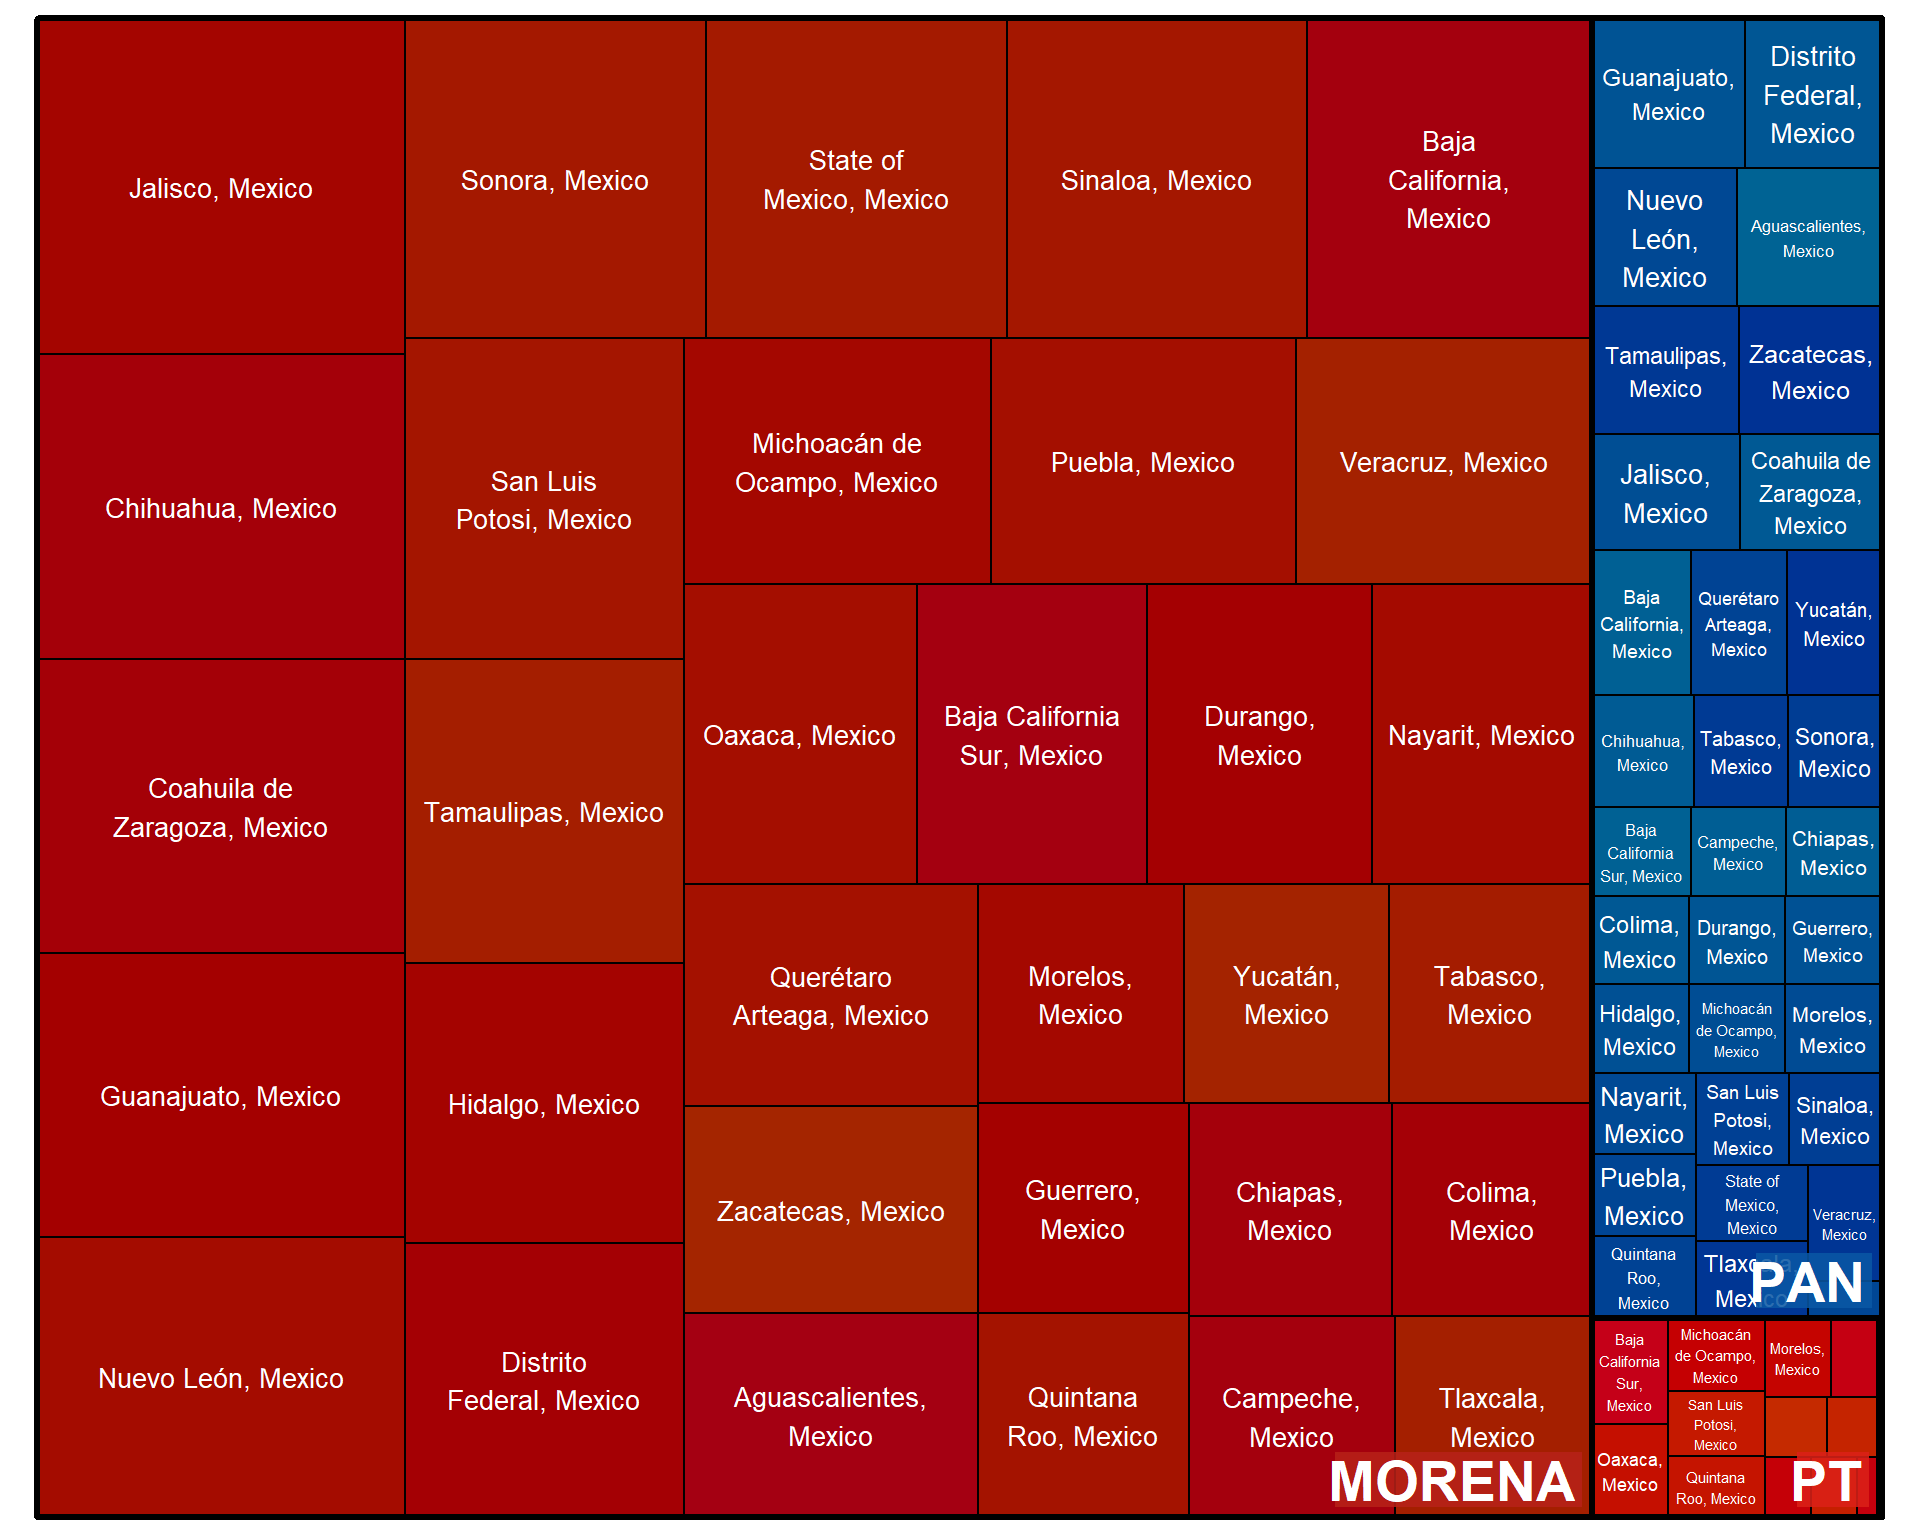 Jalisco, Mexico
Chihuahua, Mexico
Coahuila de
Zaragoza, Mexico
Guanajuato, Mexico
Nuevo León, Mexico
Sonora, Mexico
State of
Mexico, Mexico
Sinaloa, Mexico
Baja
California,
Mexico
San Luis
Potosi, Mexico
Tamaulipas, Mexico
Hidalgo, Mexico
Distrito
Federal, Mexico
Michoacán de
Ocampo, Mexico
Puebla, Mexico
Veracruz, Mexico
Oaxaca, Mexico
Baja California
Sur, Mexico
Durango,
Mexico
Nayarit, Mexico
Querétaro
Arteaga, Mexico
Zacatecas, Mexico
Aguascalientes,
Mexico
Morelos,
Mexico
Yucatán,
Mexico
Tabasco,
Mexico
Guerrero,
Mexico
Chiapas,
Mexico
Colima,
Mexico
Quintana
Roo, Mexico
Campeche,
Mexico
Tlaxcala,
Mexico
MORENA
Guanajuato,
Mexico
Distrito
Federal,
Mexico
Nuevo
León,
Mexico
Aguascalientes,
Mexico
Tamaulipas,
Mexico
Zacatecas,
Mexico
Jalisco,
Mexico
Coahuila de
Zaragoza,
Mexico
Baja
California,
Mexico
Querétaro
Arteaga,
Mexico
Yucatán,
Mexico
Chihuahua,
Mexico
Tabasco,
Mexico
Sonora,
Mexico
Baja
California
Sur, Mexico
Campeche,
Mexico
Chiapas,
Mexico
Colima,
Mexico
Durango,
Mexico
Guerrero,
Mexico
Hidalgo,
Mexico
Michoacán
de Ocampo,
Mexico
Morelos,
Mexico
Nayarit,
Mexico
San Luis
Potosi,
Mexico
Sinaloa,
Mexico
Puebla,
Mexico
State of
Mexico,
Mexico
Veracruz,
Mexico
Quintana
Roo,
Mexico
Tlaxcala,
Mexico
PAN
Baja
California
Sur,
Mexico
Michoacán
de Ocampo,
Mexico
Morelos,
Mexico
San Luis
Potosi,
Mexico
Oaxaca,
Mexico
Quintana
Roo, Mexico
PT